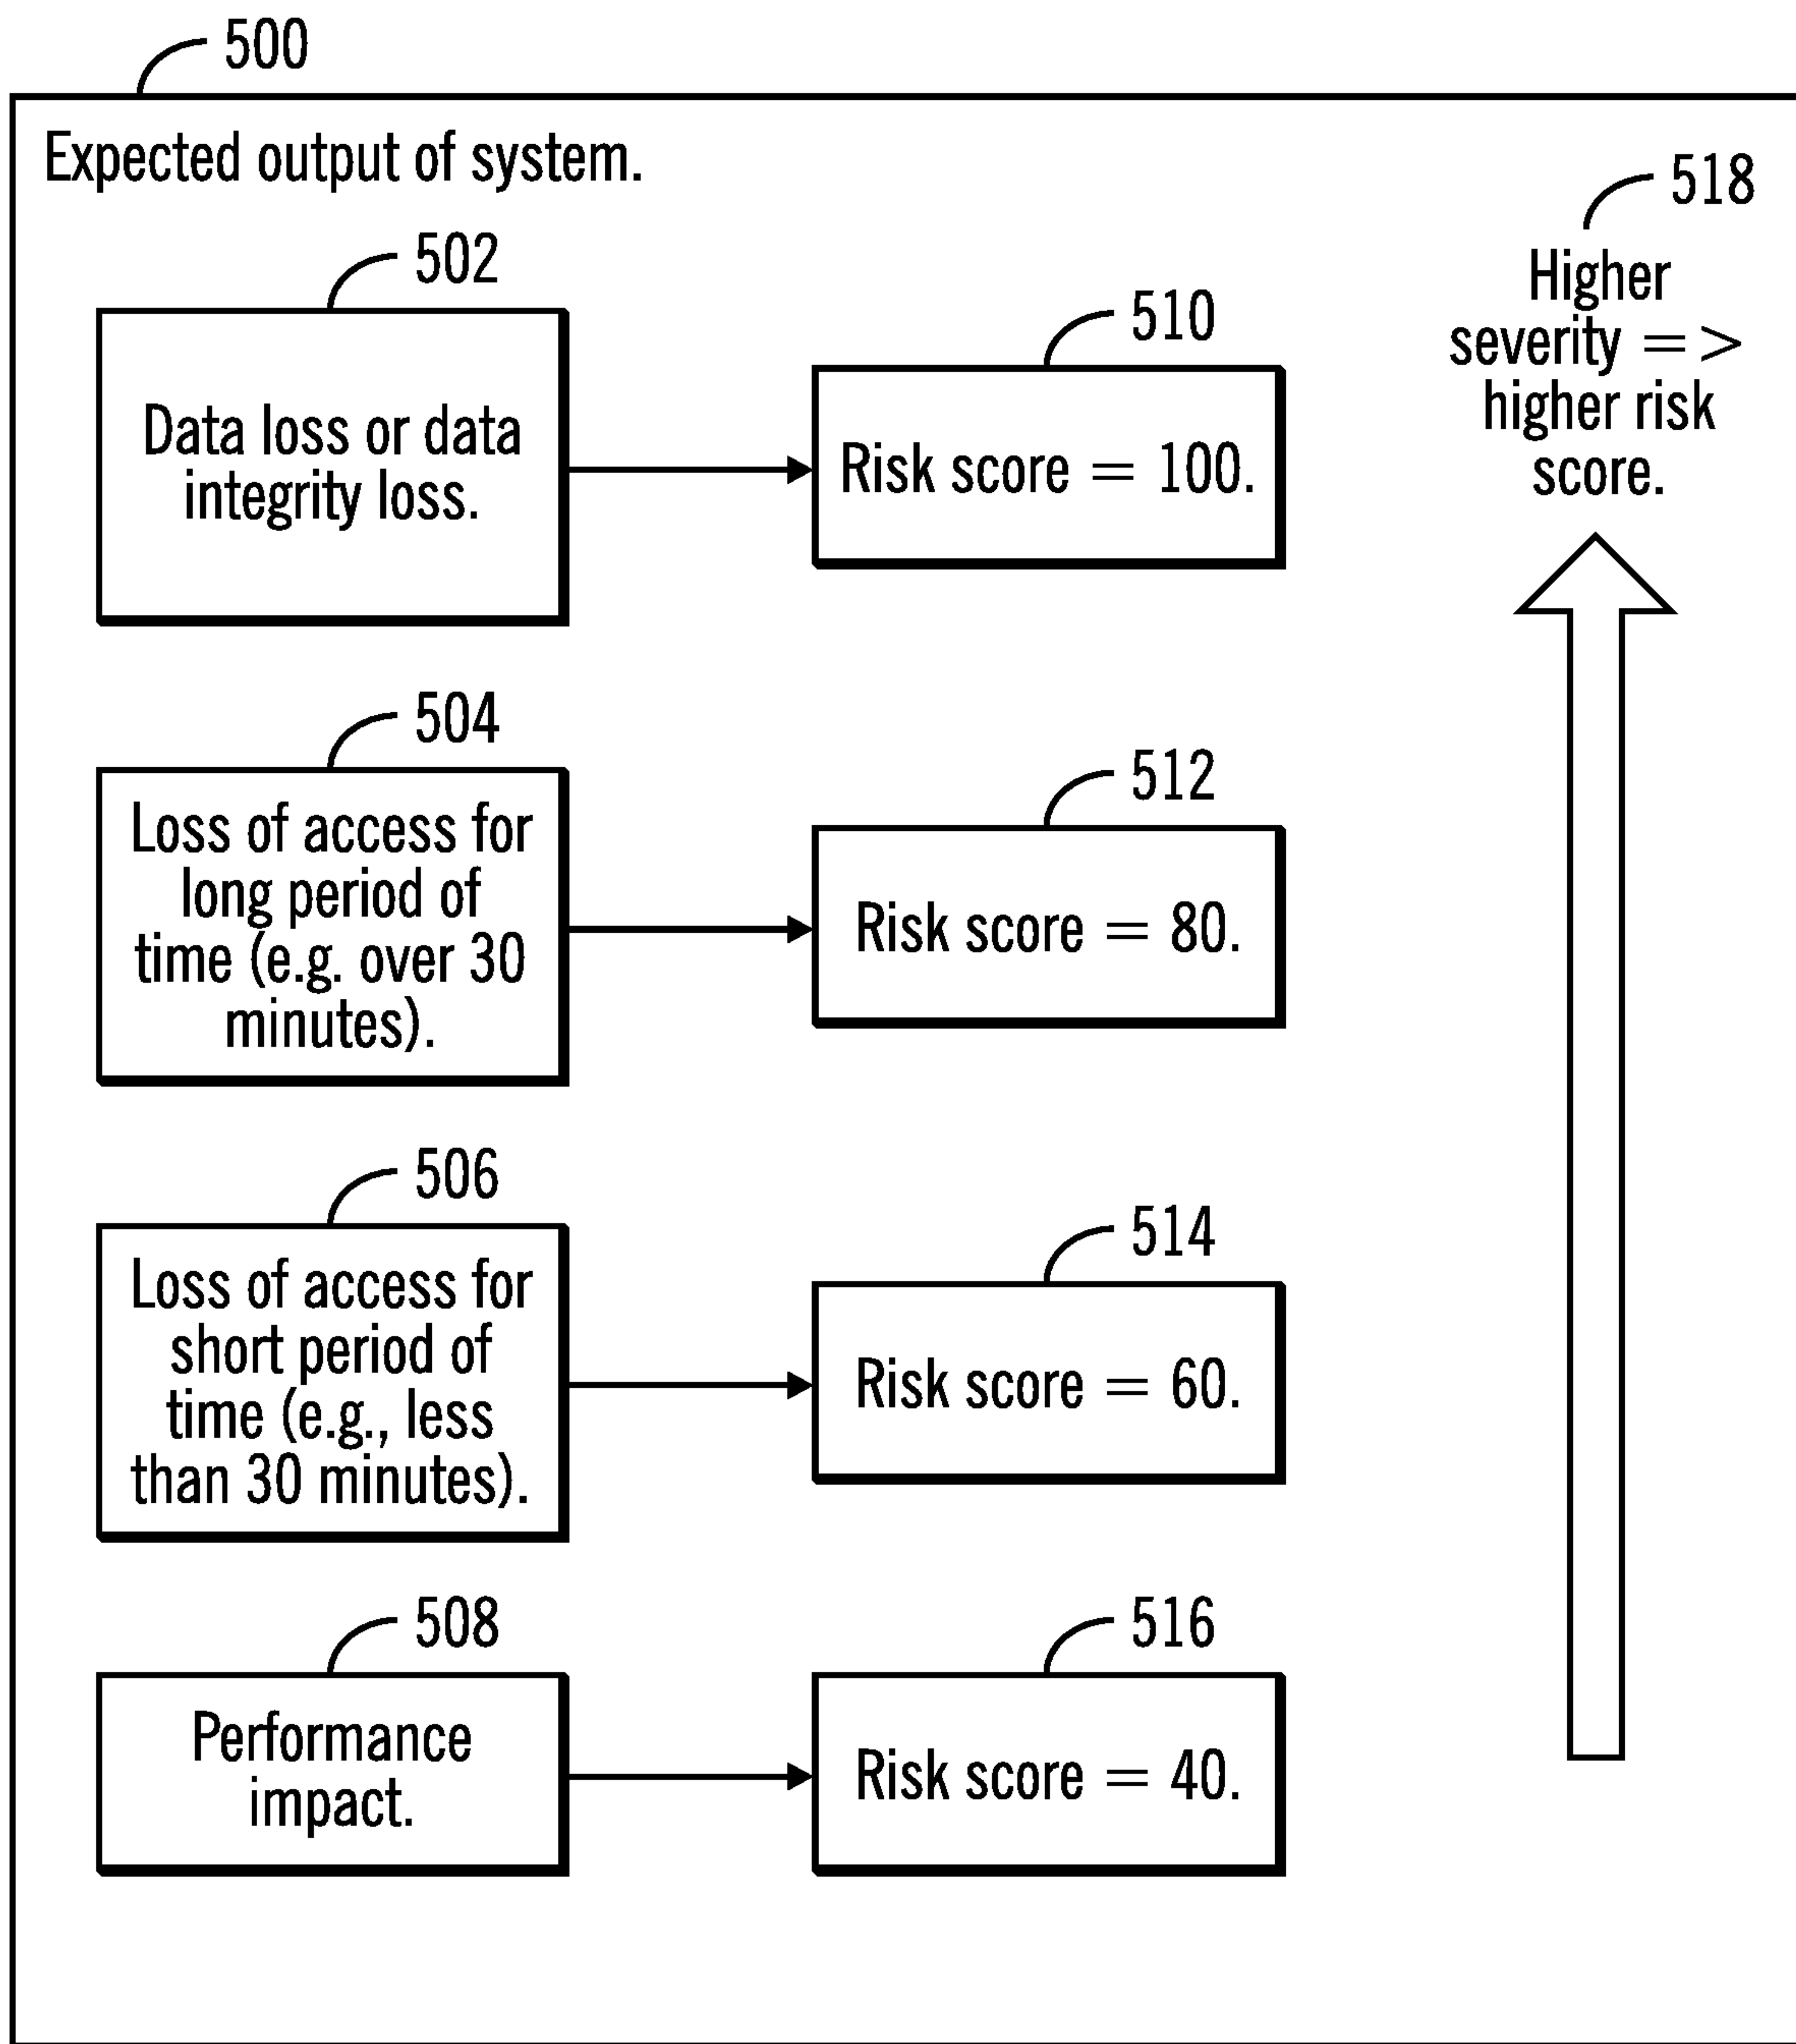 500
Expected output of system.
518
Higher
severity = >
higher risk
score.
502
Data loss or data
integrity loss.
510
Risk score = 100.
504
Loss of access for
long period of
time (e.g. over 30
minutes).
512
Risk score = 80.
506
Loss of access for
short period of
time (e.g., less
than 30 minutes).
514
Risk score = 60.
508
Performance
impact.
516
Risk score = 40.